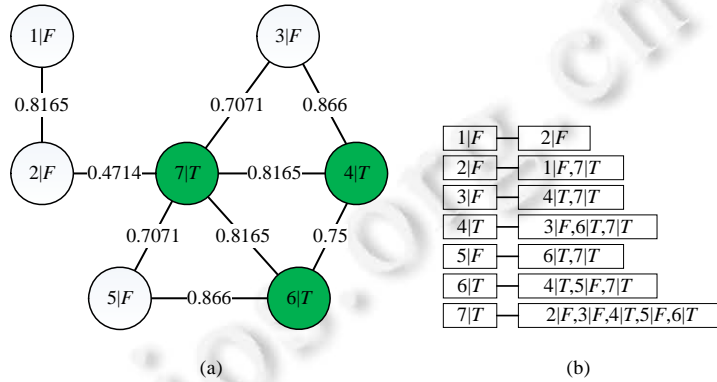 1|F
3|F
0.8165
0.7071
0.866
2|F
0.4714
7|T
0.8165
4|T
0.7071
0.8165
0.75
5|F
0.866
6|T
(a)
1|F 2|F
2|F 1|F,7|T
3|F 4|T,7|T
4|T 3|F,6|T,7|T
5|F 6|T,7|T
6|T 4|T,5|F,7|T
7|T 2|F,3|F,4|T,5|F,6|T
(b)